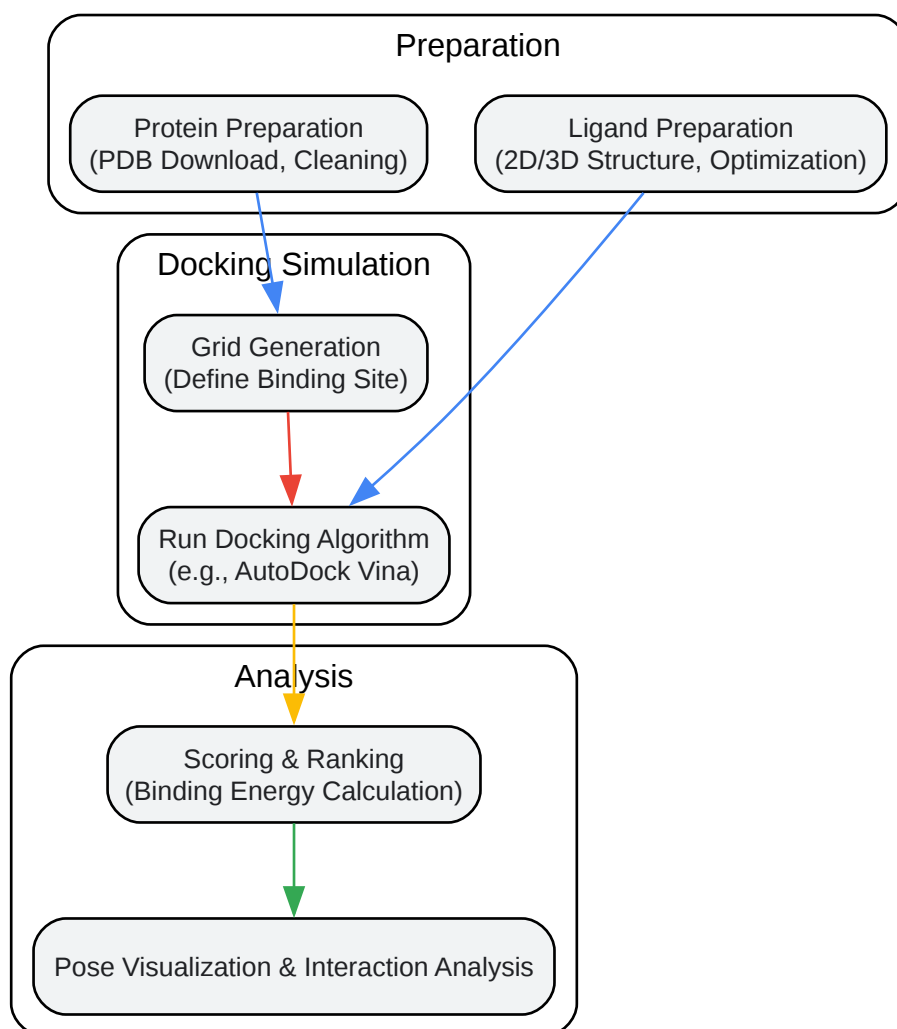 Preparation
Protein Preparation
(PDB Download, Cleaning)
Ligand Preparation
(2D/3D Structure, Optimization)
Docking Simulation
Grid Generation
(Define Binding Site)
Run Docking Algorithm
(e.g., AutoDock Vina)
Analysis
Scoring & Ranking
(Binding Energy Calculation)
Pose Visualization & Interaction Analysis